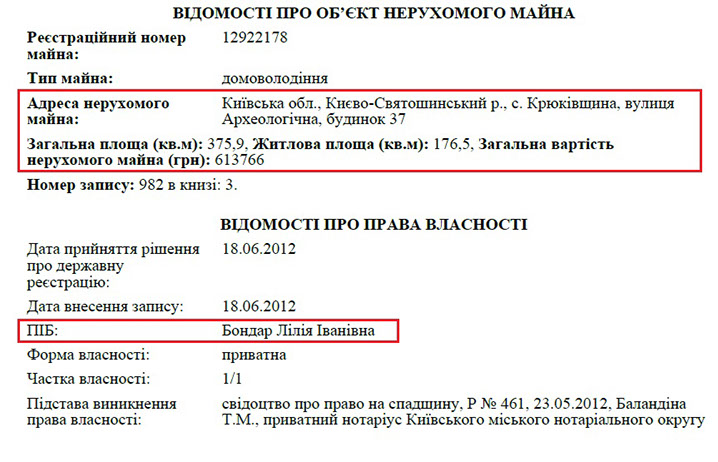 ВІДОМОСТІ ПРО ОБ’ЄКТ НЕРУХОМОГО МАЙНА
Реєстраційний номер майна: 12922178
Тип майна: домоволодіння
Адреса нерухомого майна: Київська обл., Києво-Святошинський р., с. Крюківщина, вулиця Археологічна, будинок 37
Загальна площа (кв.м): 375,9, Житлова площа (кв.м): 176,5, Загальна вартість
нерухомого майна (грн): 613766
Номер запису: 982 в книзі: 3.
ВІДОМОСТІ ПРО ПРАВА ВЛАСНОСТІ
Дата прийняття рішення про державну реєстрацію: 18.06.2012
Дата внесення запису: 18.06.2012
ПІБ: Бондар Лілія Іванівна
Форма власності: приватна
Частка власності: 1/1
Підстава виникнення права власності: свідоцтво про право на спадщину, Р № 461, 23.05.2012, Баландіна Т.М., приватний нотаріус Київського міського нотаріального округу